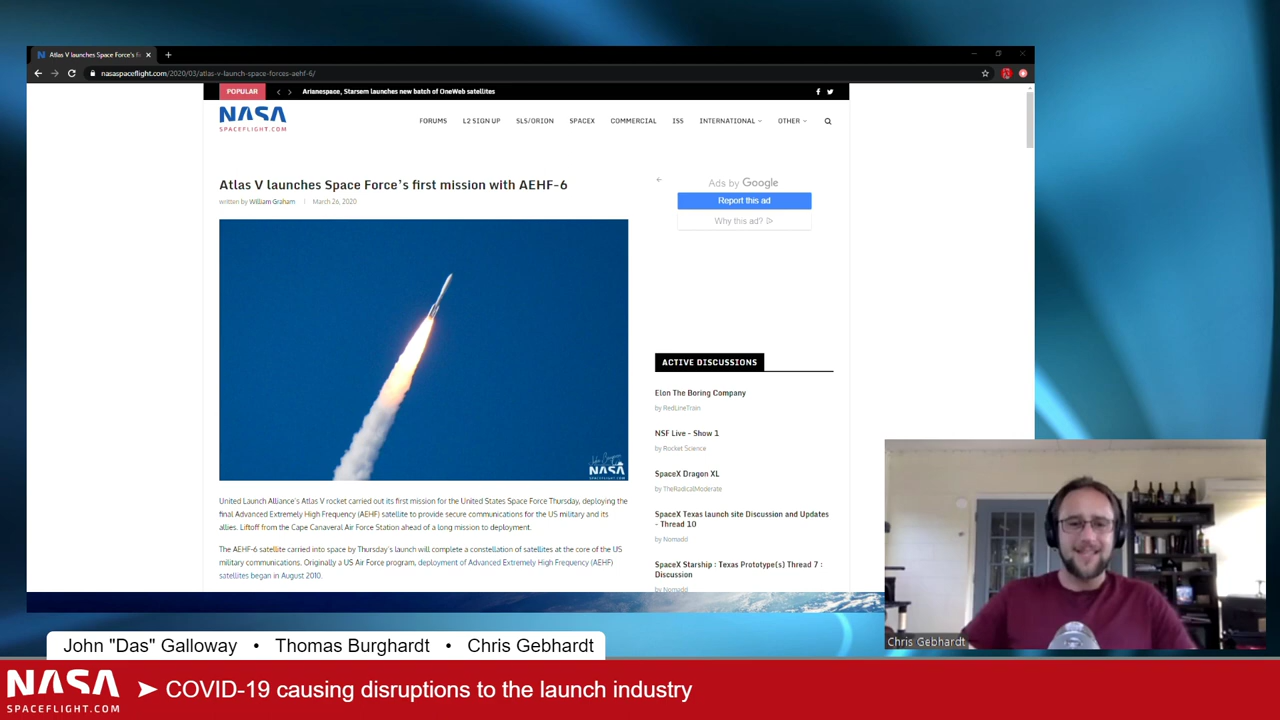 Atlas V launches Space Force's f
nasaspaceflight.com/2020/03/atlas-v-launch-space-forces-aehf-6/
POPULAR
Arianespace, Starsem launches new batch of OneWeb satellites
NASA
SPACEFLIGHT.COM
FORUMS
L2 SIGN UP
SLS/ORION
SPACEX
COMMERCIAL
ISS
INTERNATIONAL
OTHER
Atlas V launches Space Force's first mission with AEHF-6
written by William Graham
March 26, 2020
Ads by Google
Report this ad
Why this ad?
NASA
ACTIVE DISCUSSIONS
Elon The Boring Company
by RedLineTrain
NSF Live - Show 1
by Rocket Science
SpaceX Dragon XL
by TheRadicalModerate
SpaceX Texas launch site Discussion and Updates
- Thread 10
by Nomadd
SpaceX Starship : Texas Prototype(s) Thread 7 :
Discussion
by Nomadd
United Launch Alliance's Atlas V rocket carried out its first mission for the United States Space Force Thursday, deploying the
final Advanced Extremely High Frequency (AEHF) satellite to provide secure communications for the US military and its
allies. Liftoff from the Cape Canaveral Air Force Station ahead of a long mission to deployment.
The AEHF-6 satellite carried into space by Thursday's launch will complete a constellation of satellites at the core of the US
military communications. Originally a US Air Force program, deployment of Advanced Extremely High Frequency (AEHF)
satellites began in August 2010.
Chris Gebhardt
John "Das" Galloway • Thomas Burghardt • Chris Gebhardt
NASA
SPACEFLIGHT.COM
COVID-19 causing disruptions to the launch industry